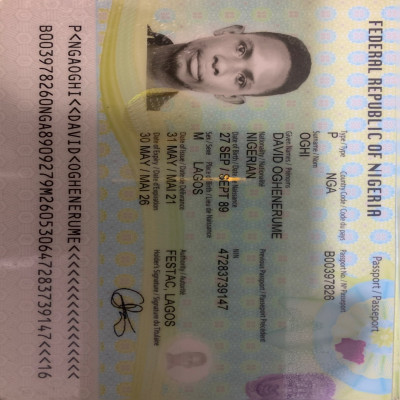 FEDERAL REPUBLIC OF NIGERIA
Passport / Passeport
Type / Type
Country Code / Code du pays
Passport No. / N° Passeport
P
NGA
B00397826
Surname / Nom
OGHI
Given Names / Prénoms
DAVID OGHENERUME
Nationality / Nationalité
Previous Passport / Passeport Précédent
NIGERIAN
Date of Birth / Date de Naissance
NIN
27 SEP / SEPT 89
47283739147
Sex / Sexe
Place of Birth / Lieu de Naissance
M
LAGOS
Date of Issue / Date de Délivrance
Authority / Autorité
31 MAY / MAI 21
FESTAC, LAGOS
Date of Expiry / Date d'Expiration
Holder's Signature / Signature du Titulaire
30 MAY / MAI 26
P<NGAOGHI<<DAVID<OGHENERUME<<<<<<<<<<<<<<<<<
B003978260NGA8909279M26053064728373914​7<<<16